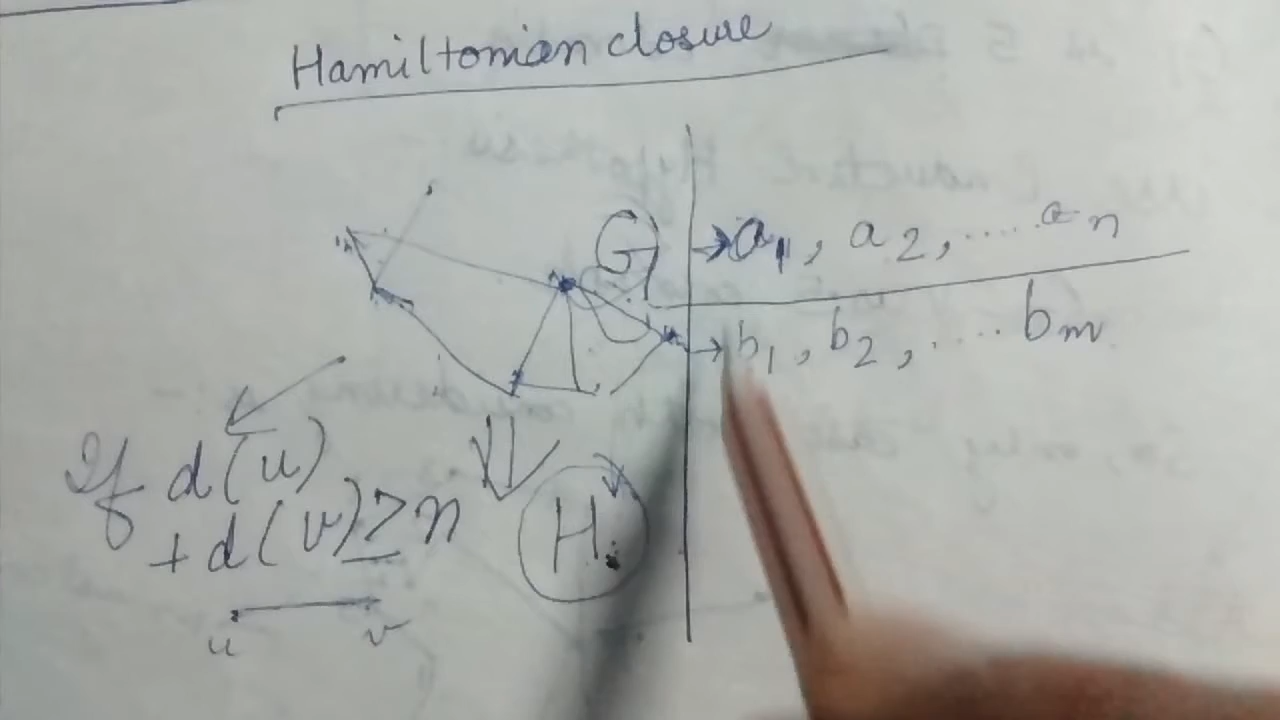 Hamiltonian closure
G → a1, a2, ..... an
→ b1, b2, ..... bm
If d(u)
+ d(v) ≥ n
H
u v